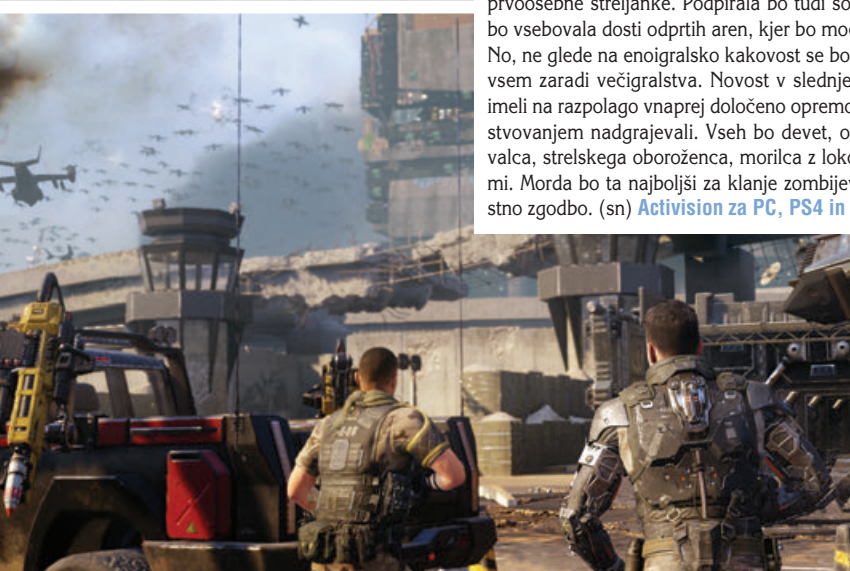 prvoosebne streljanke. Podpirala bo tudi so
bo vsebovala dosti odprtih aren, kjer bo mo
No, ne glede na enoigralsko kakovost se bo
vsem zaradi večigralstva. Novost v slednje
imeli na razpolago vnaprej določeno opremo
stvovanjem nadgrajevali. Vseh bo devet, o
valca, strelskega oboroženca, morilca z loko
mi. Morda bo ta najboljši za klanje zombijev
stno zgodbo. (sn) Activision za PC, PS4 in